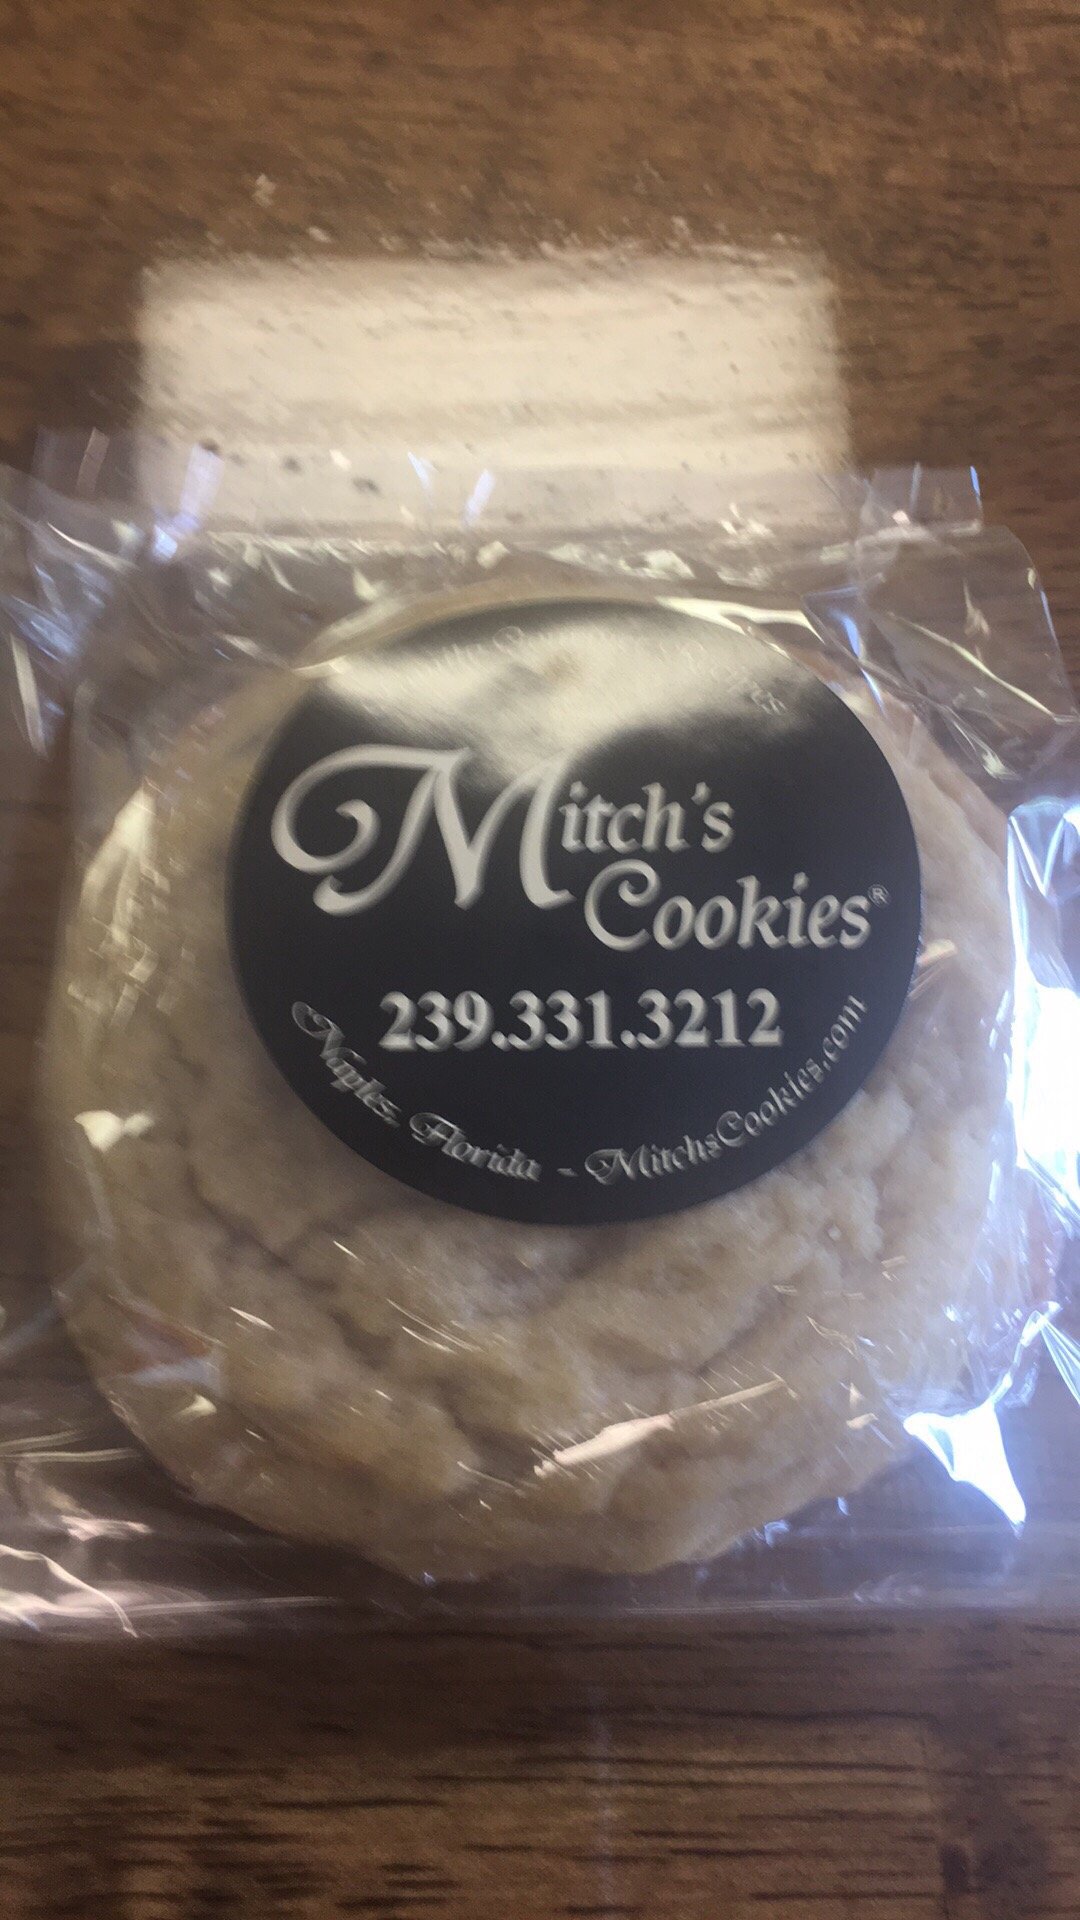 Mitch's
Cookies®
239.331.3212
Naples, Florida - MitchsCookies.com